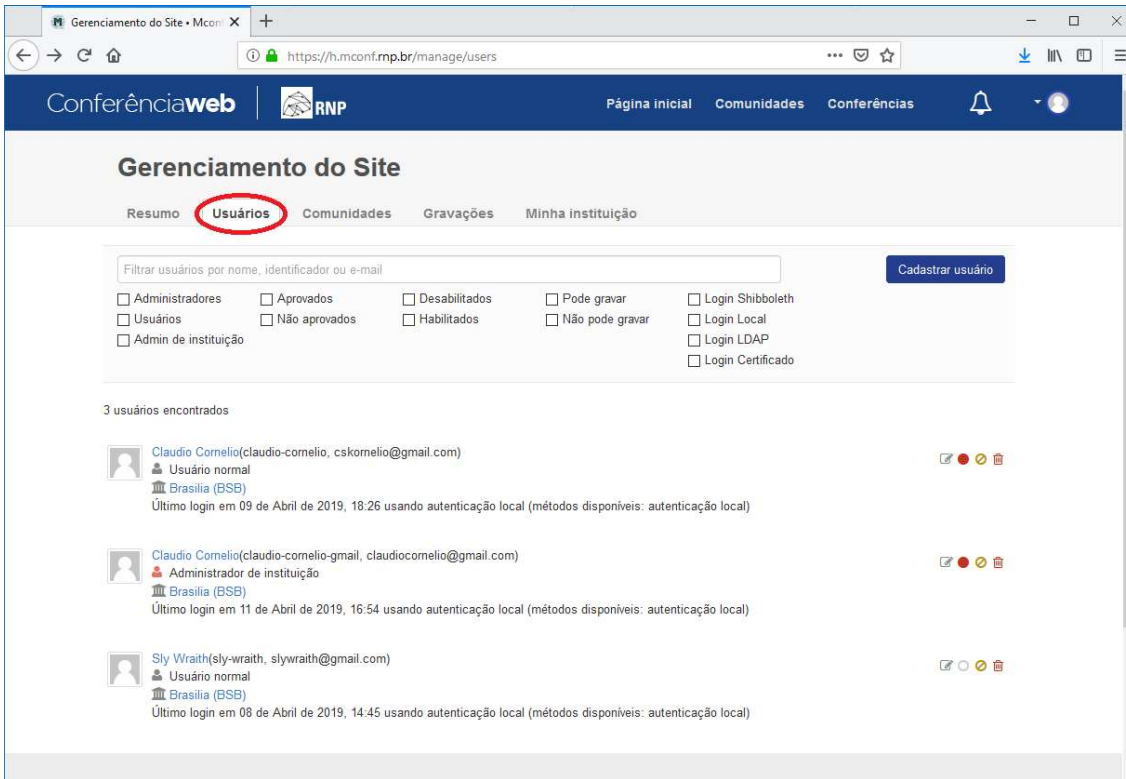 Gerenciamento do Site • Mconf
https://h.mconf.rnp.br/manage/users
Conferênciaweb RNP Página inicial Comunidades Conferências
Gerenciamento do Site
Resumo Usuários Comunidades Gravações Minha instituição
Filtrar usuários por nome, identificador ou e-mail Cadastrar usuário
Administradores Aprovados Desabilitados Pode gravar Login Shibboleth
Usuários Não aprovados Habilitados Não pode gravar Login Local
Admin de instituição Login LDAP
Login Certificado
3 usuários encontrados
Claudio Cornelio(claudio-cornelio, cskornelio@gmail.com)
Usuário normal
Brasilia (BSB)
Último login em 09 de Abril de 2019, 18:26 usando autenticação local (métodos disponíveis: autenticação local)
Claudio Cornelio(claudio-cornelio-gmail, claudiocornelio@gmail.com)
Administrador de instituição
Brasilia (BSB)
Último login em 11 de Abril de 2019, 16:54 usando autenticação local (métodos disponíveis: autenticação local)
Sly Wraith(sly-wraith, slywraith@gmail.com)
Usuário normal
Brasilia (BSB)
Último login em 08 de Abril de 2019, 14:45 usando autenticação local (métodos disponíveis: autenticação local)